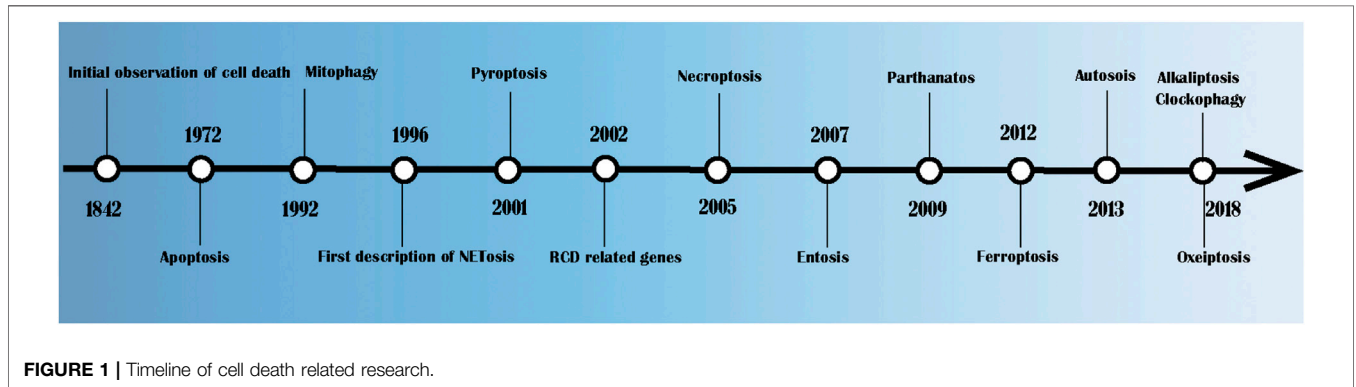 Initial observation of cell death
Mitophagy
Pyroptosis
Necroptosis
Parthanatos
Autosois
Alkaliptosis
Clockophagy
1972
1996
2002
2007
2012
1842
1992
2001
2005
2009
2013
2018
Apoptosis
First description of NETosis
RCD related genes
Entosis
Ferroptosis
Oxeiptosis
FIGURE 1 | Timeline of cell death related research.